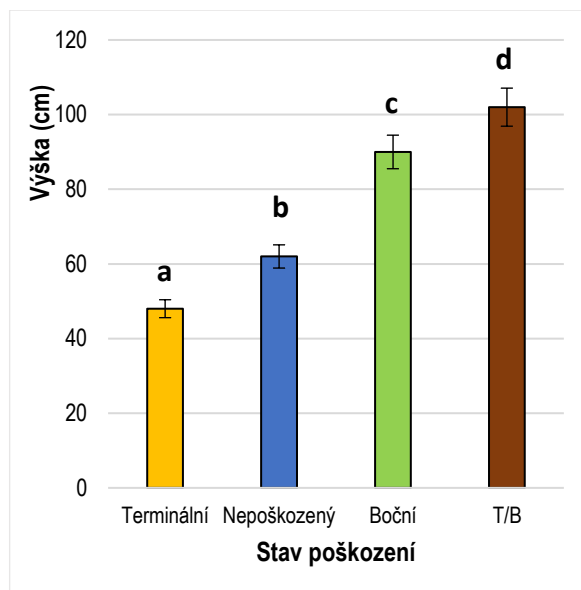 120
100
80
60
40
20
0
Výška (cm)
a
b
c
d
Terminální Nepoškozený Boční T/B
Stav poškození